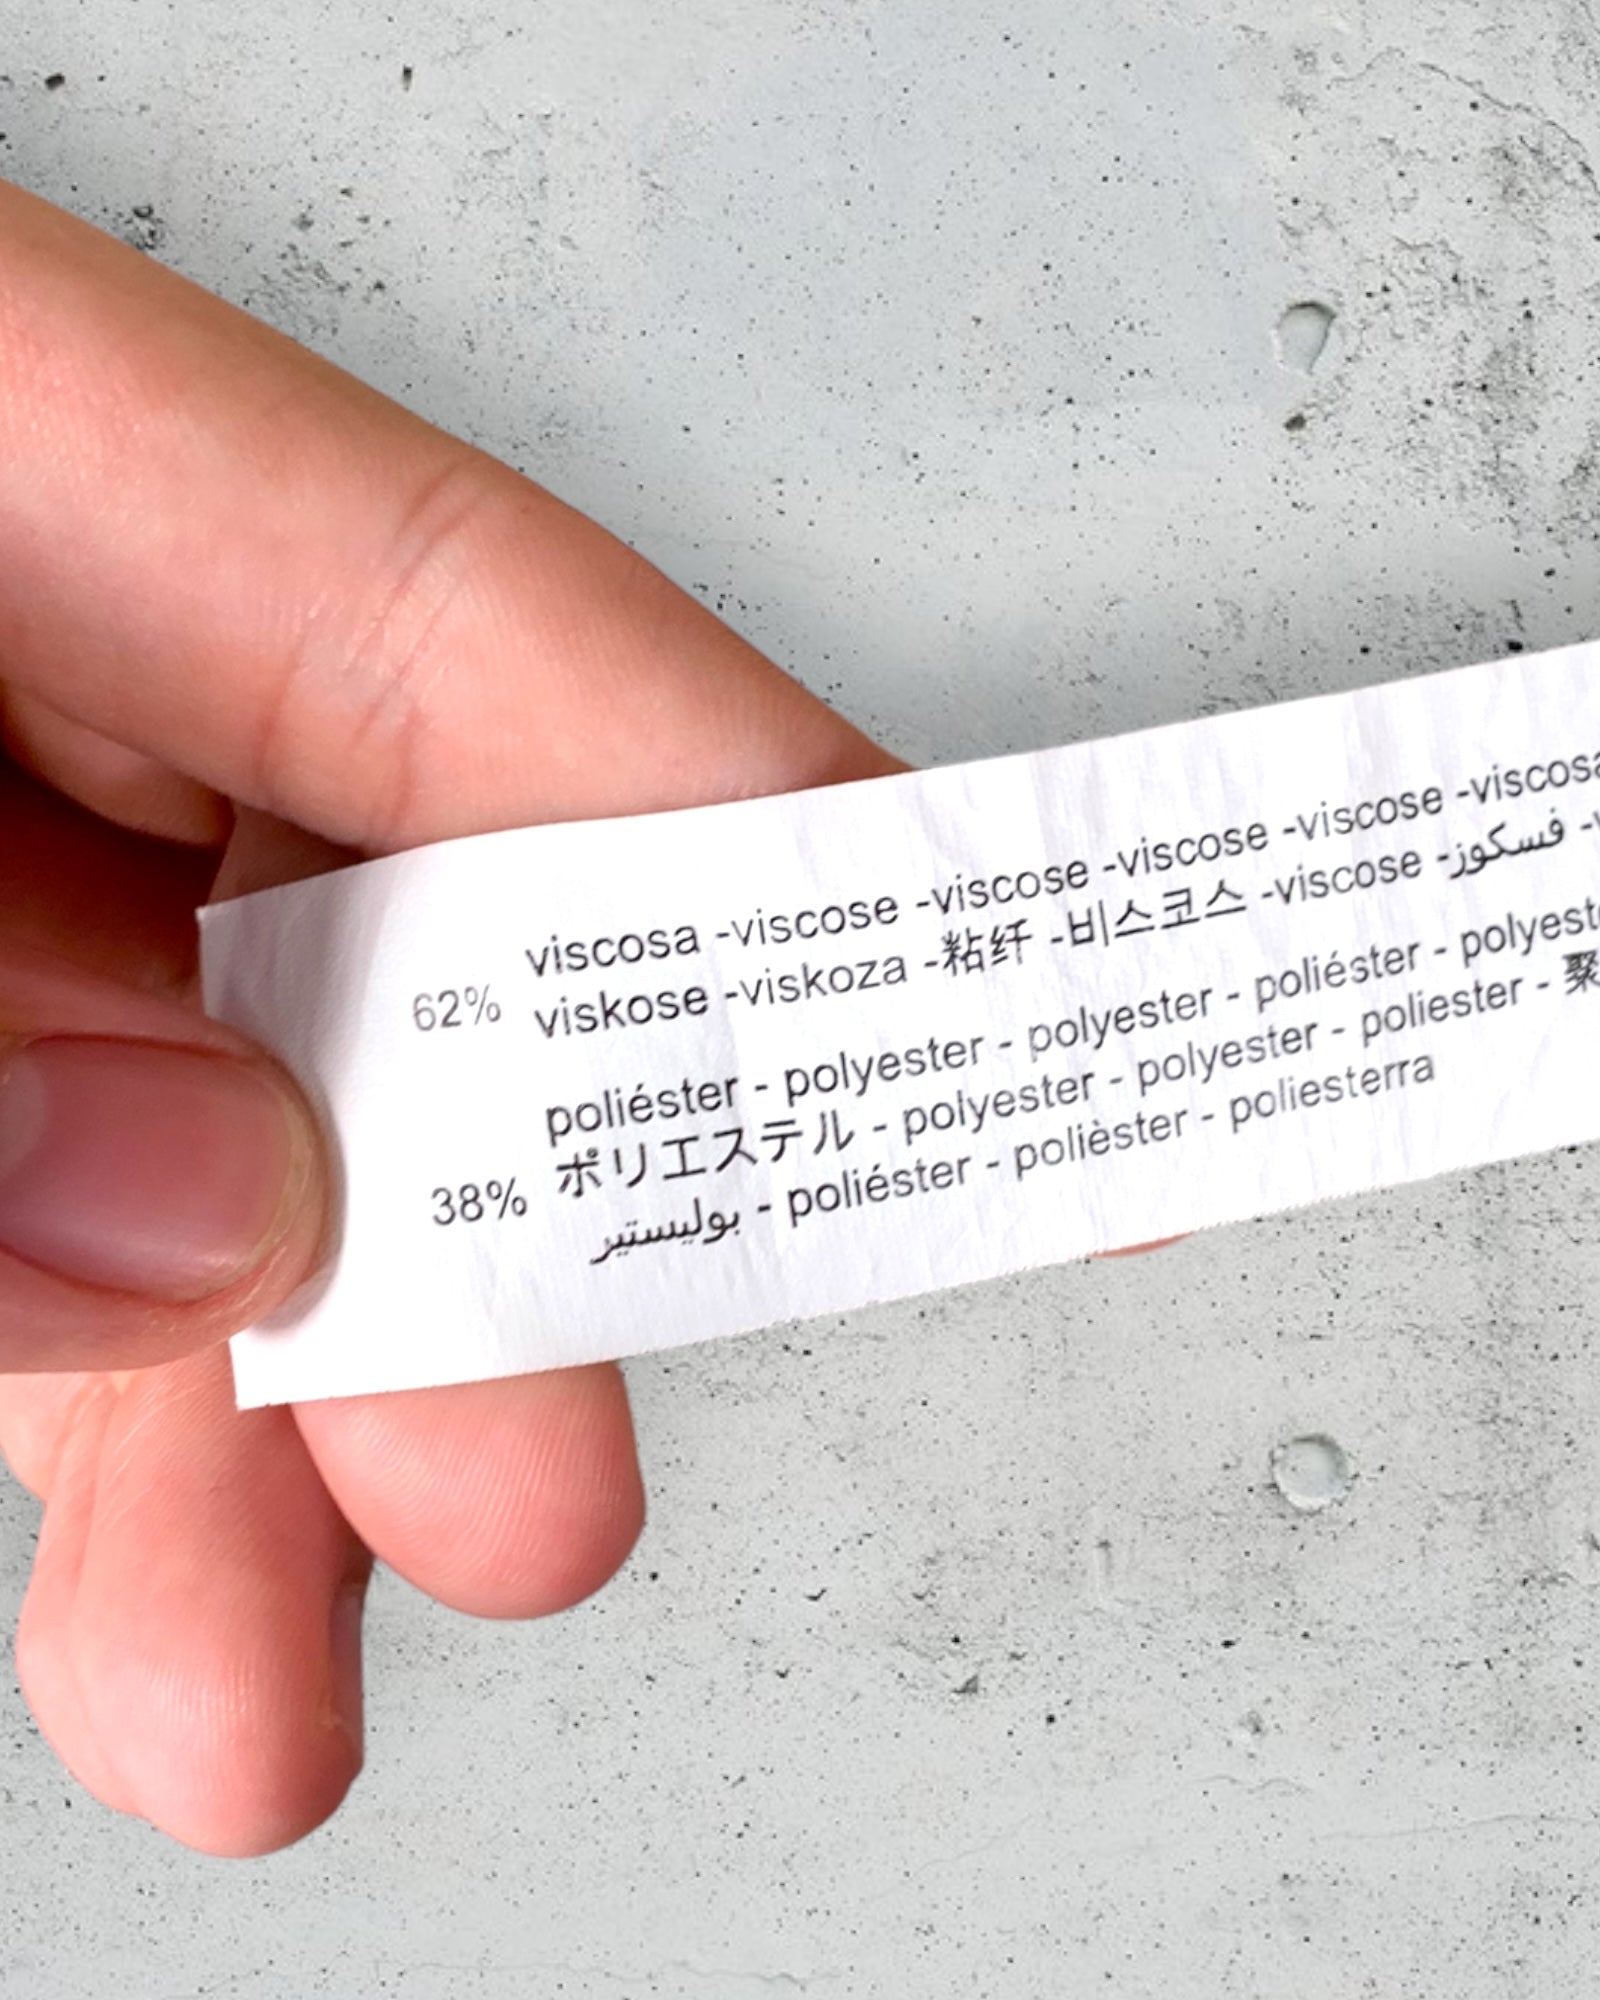 62% viscosa -viscose -viscose -viscose -viscose -viscosa
viskose -viskoza -粘纤 -비스코스 -viscose -فسكوز
38% poliéster - polyester - polyester - poliéster -
ポリエステル - polyester - polyester - poliester - 聚
بوليستير - poliéster - polièster - poliesterra